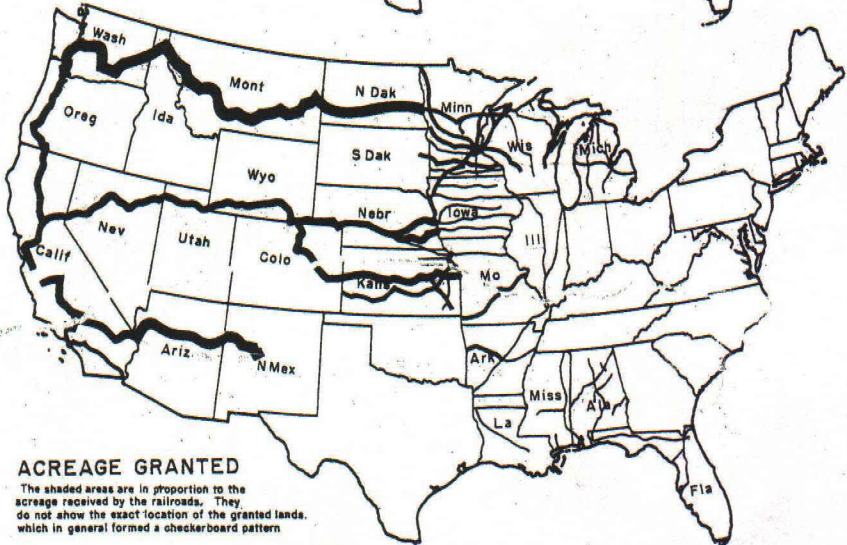 Wash
Mont
N Dak
Minn
Oreg
Ida
S Dak
Wis
Mich
Wyo
Nebr
Iowa
Nev
Utah
Colo
Ill
Calif
Kans
Mo
Ariz
N Mex
Ark
Miss
Ala
La
Fla
ACREAGE GRANTED
The shaded areas are in proportion to the
acreage received by the railroads. They
do not show the exact location of the granted lands.
which in general formed a checkerboard pattern